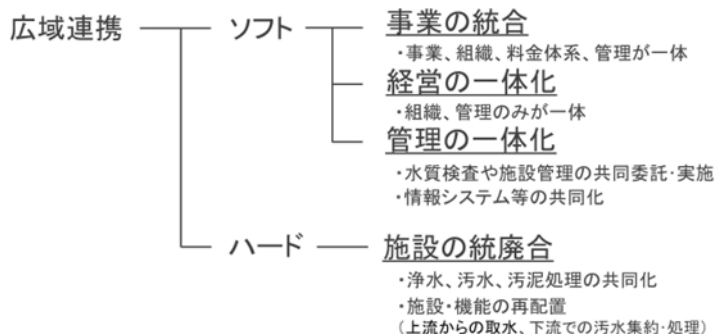 広域連携
ソフト
事業の統合
・事業、組織、料金体系、管理が一体
経営の一体化
・組織、管理のみが一体
管理の一体化
・水質検査や施設管理の共同委託・実施
・情報システム等の共同化
ハード
施設の統廃合
・浄水、汚水、汚泥処理の共同化
・施設・機能の再配置
（上流からの取水、下流での汚水集約・処理）